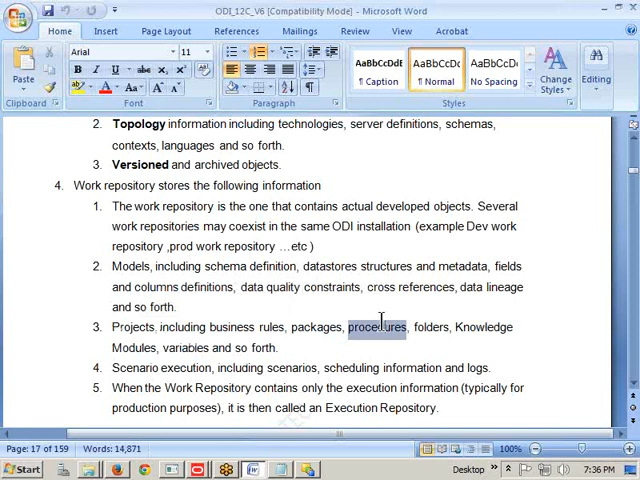 ODI_12C_V6 [Compatibility Mode] - Microsoft Word
Home Insert Page Layout References Mailings Review View Acrobat
Paste
Arial 11
AaBbCcDdE AaBbCcDd AaBbCcDd
¶ Caption ¶ Normal No Spacing
Change Styles
Editing
Clipboard Font Paragraph Styles
2. Topology information including technologies, server definitions, schemas,
contexts, languages and so forth.
3. Versioned and archived objects.
4. Work repository stores the following information
1. The work repository is the one that contains actual developed objects. Several
work repositories may coexist in the same ODI installation (example Dev work
repository ,prod work repository …etc )
2. Models, including schema definition, datastores structures and metadata, fields
and columns definitions, data quality constraints, cross references, data lineage
and so forth.
3. Projects, including business rules, packages, procedures, folders, Knowledge
Modules, variables and so forth.
4. Scenario execution, including scenarios, scheduling information and logs.
5. When the Work Repository contains only the execution information (typically for
production purposes), it is then called an Execution Repository.
Page: 17 of 159 Words: 14,871 100%
Start Desktop 7:36 PM